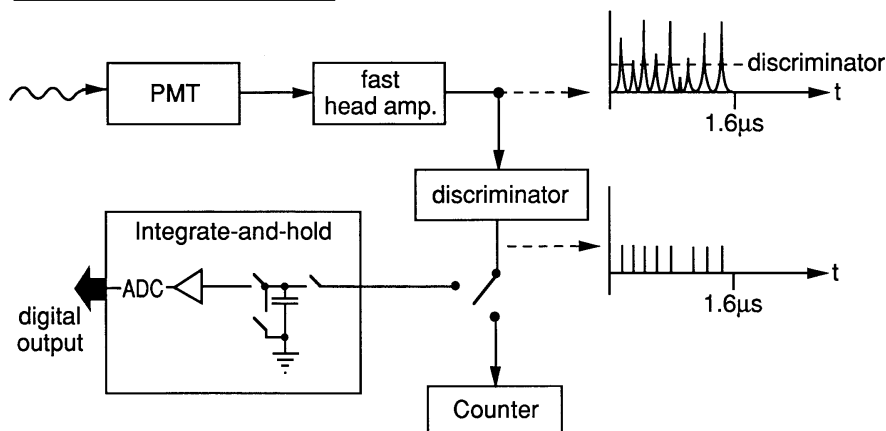 PMT
fast
head amp.
discriminator
t
1.6μs
discriminator
Integrate-and-hold
ADC
digital
output
t
1.6μs
Counter